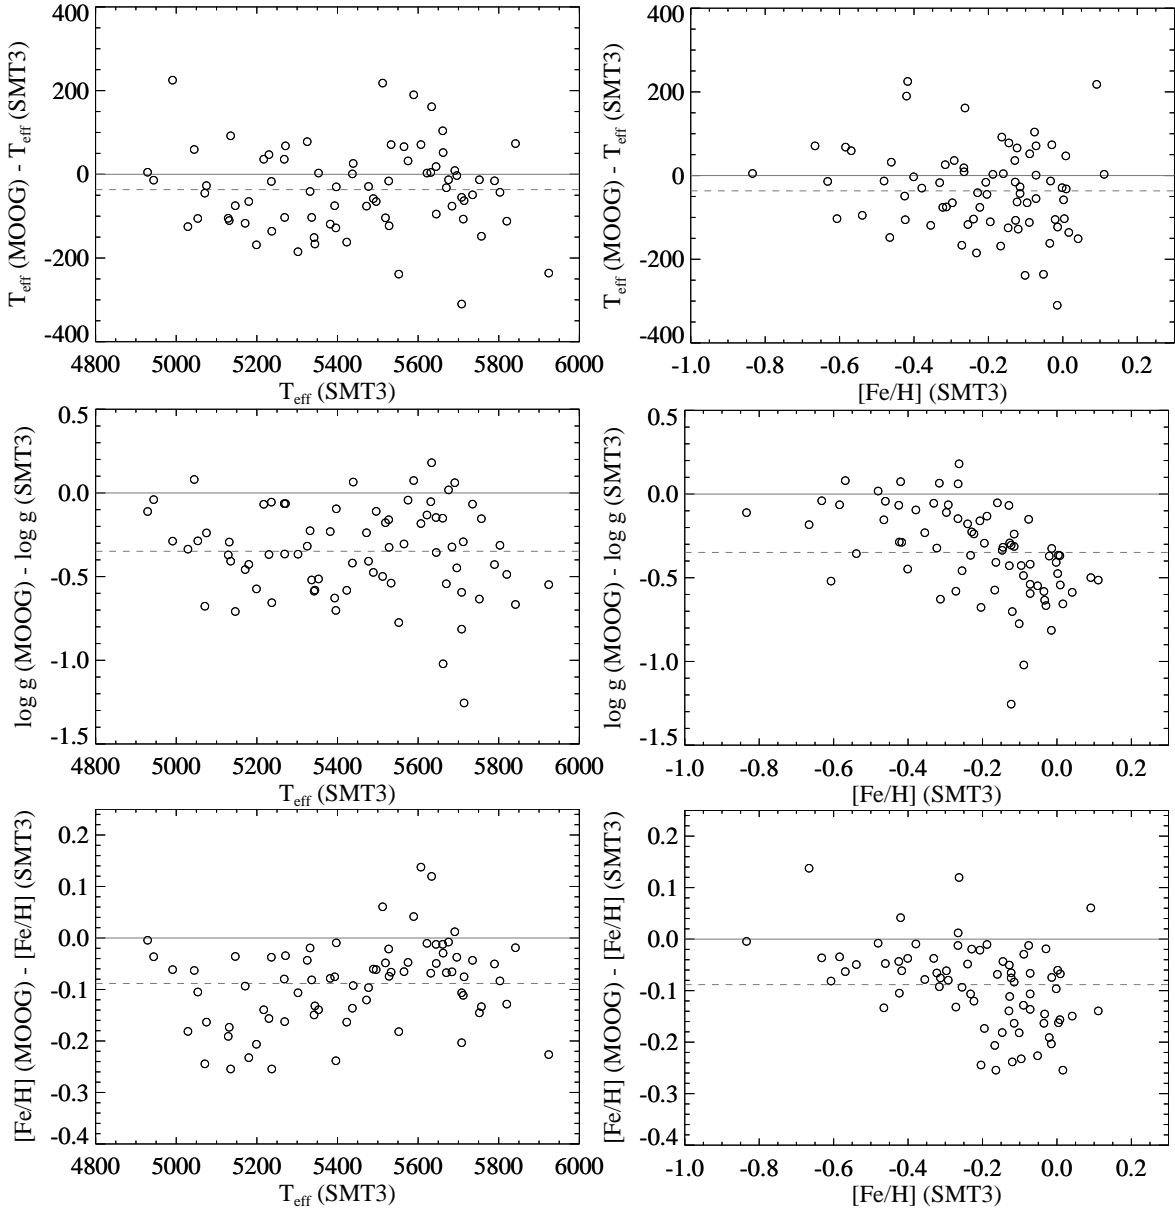 400
200
0
-200
-400
T_eff (MOOG) - T_eff (SMT3)
4800 5000 5200 5400 5600 5800 6000
T_eff (SMT3)
400
200
0
-200
-400
T_eff (MOOG) - T_eff (SMT3)
-1.0 -0.8 -0.6 -0.4 -0.2 0.0 0.2
[Fe/H] (SMT3)
0.5
0.0
-0.5
-1.0
-1.5
log g (MOOG) - log g (SMT3)
4800 5000 5200 5400 5600 5800 6000
T_eff (SMT3)
0.5
0.0
-0.5
-1.0
-1.5
log g (MOOG) - log g (SMT3)
-1.0 -0.8 -0.6 -0.4 -0.2 0.0 0.2
[Fe/H] (SMT3)
0.2
0.1
0.0
-0.1
-0.2
-0.3
-0.4
[Fe/H] (MOOG) - [Fe/H] (SMT3)
4800 5000 5200 5400 5600 5800 6000
T_eff (SMT3)
0.2
0.1
0.0
-0.1
-0.2
-0.3
-0.4
[Fe/H] (MOOG) - [Fe/H] (SMT3)
-1.0 -0.8 -0.6 -0.4 -0.2 0.0 0.2
[Fe/H] (SMT3)